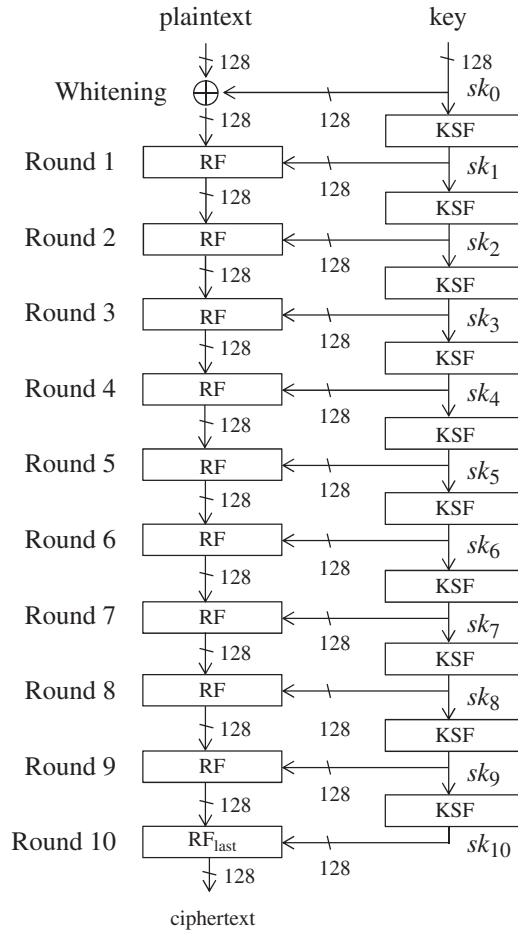 plaintext key
128 128
Whitening sk0
128
128 KSF
Round 1 RF sk1
128 128
KSF
Round 2 RF sk2
128 128
KSF
Round 3 RF sk3
128 128
KSF
Round 4 RF sk4
128 128
KSF
Round 5 RF sk5
128 128
KSF
Round 6 RF sk6
128 128
KSF
Round 7 RF sk7
128 128
KSF
Round 8 RF sk8
128 128
KSF
Round 9 RF sk9
128 128
KSF
Round 10 RFlast sk10
128 128
ciphertext